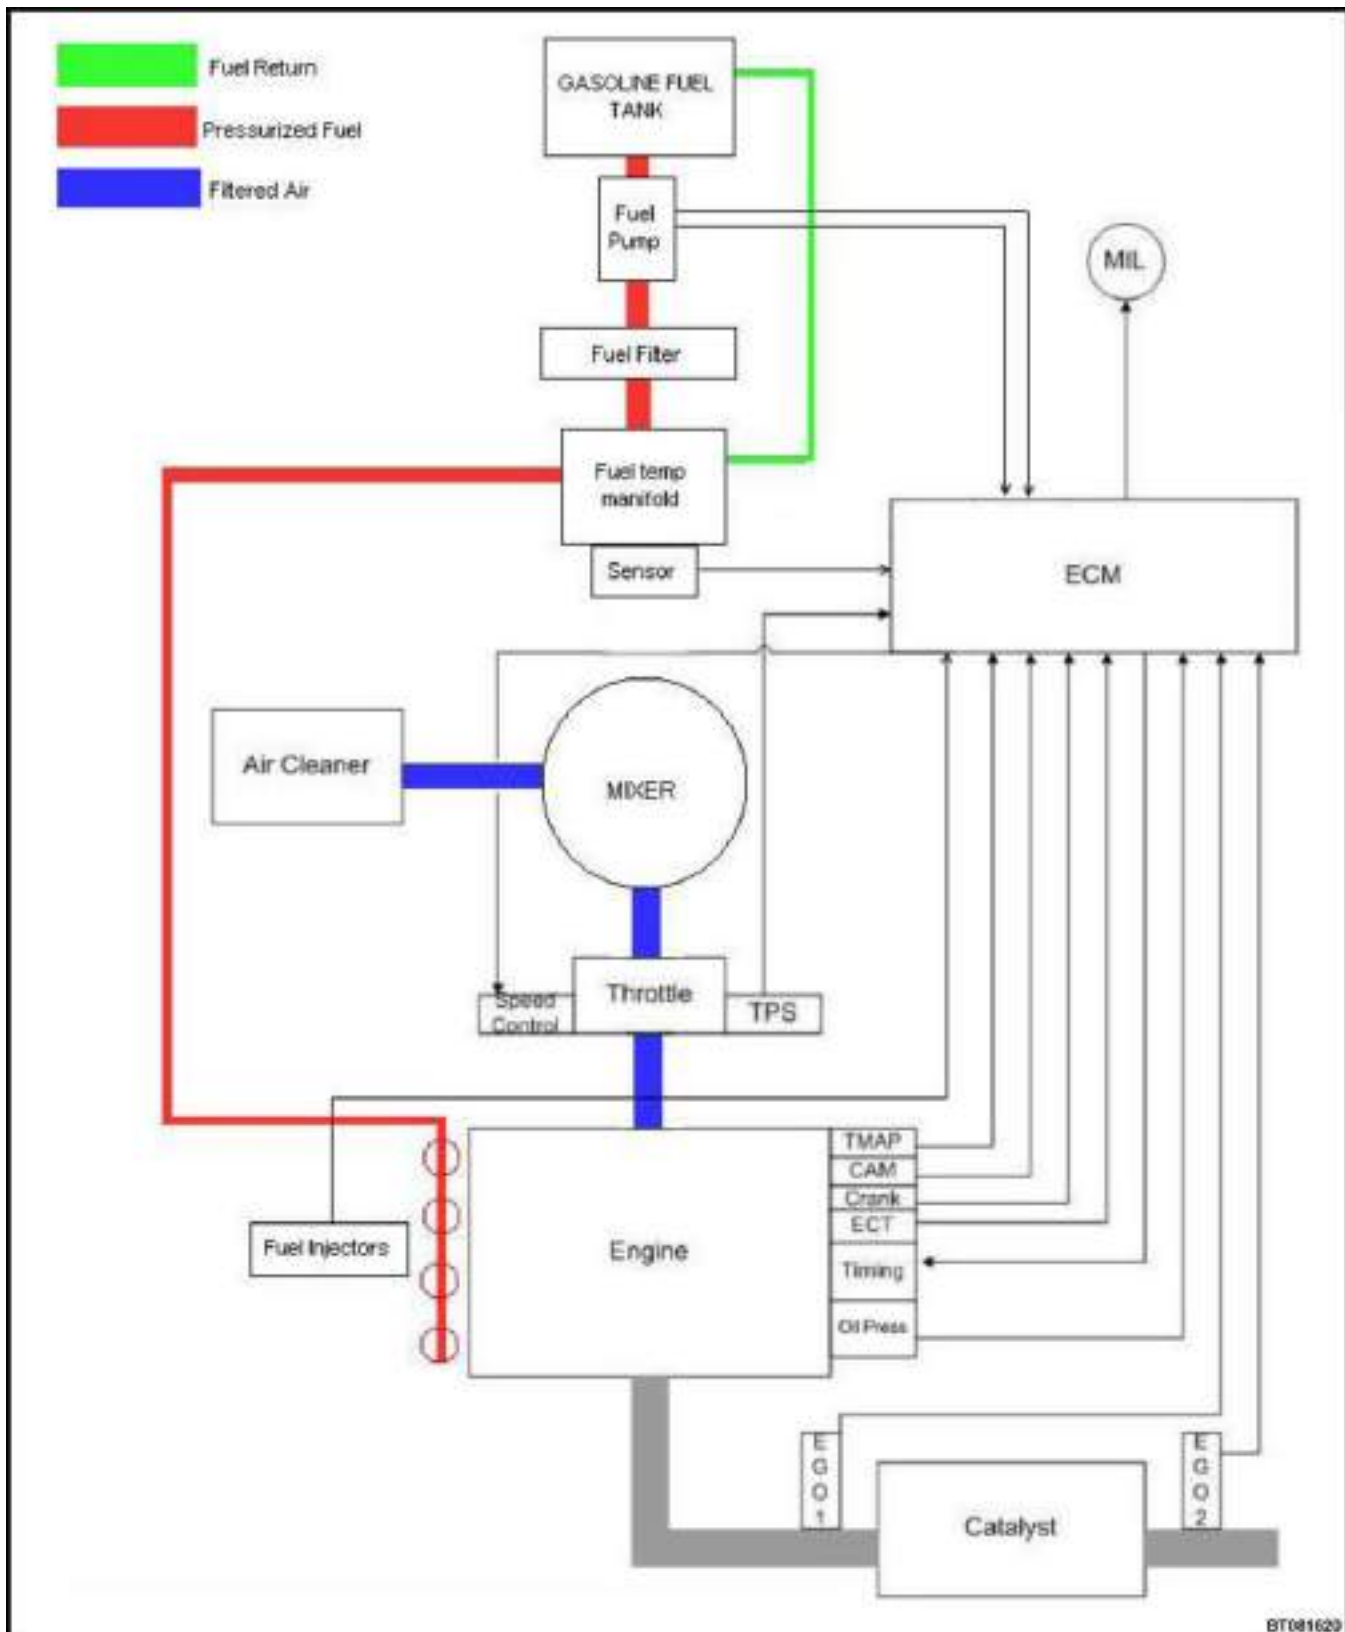 Fuel Return
Pressurized Fuel
Filtered Air
GASOLINE FUEL
TANK
Fuel
Pump
MIL
Fuel Filter
Fuel temp
manifold
Sensor
ECM
Air Cleaner
MIXER
Speed
Control
Throttle
TPS
TMAP
CAM
Crank
ECT
Timing
Oil Press
Fuel Injectors
Engine
E
G
O
1
E
G
O
2
Catalyst
BT081620